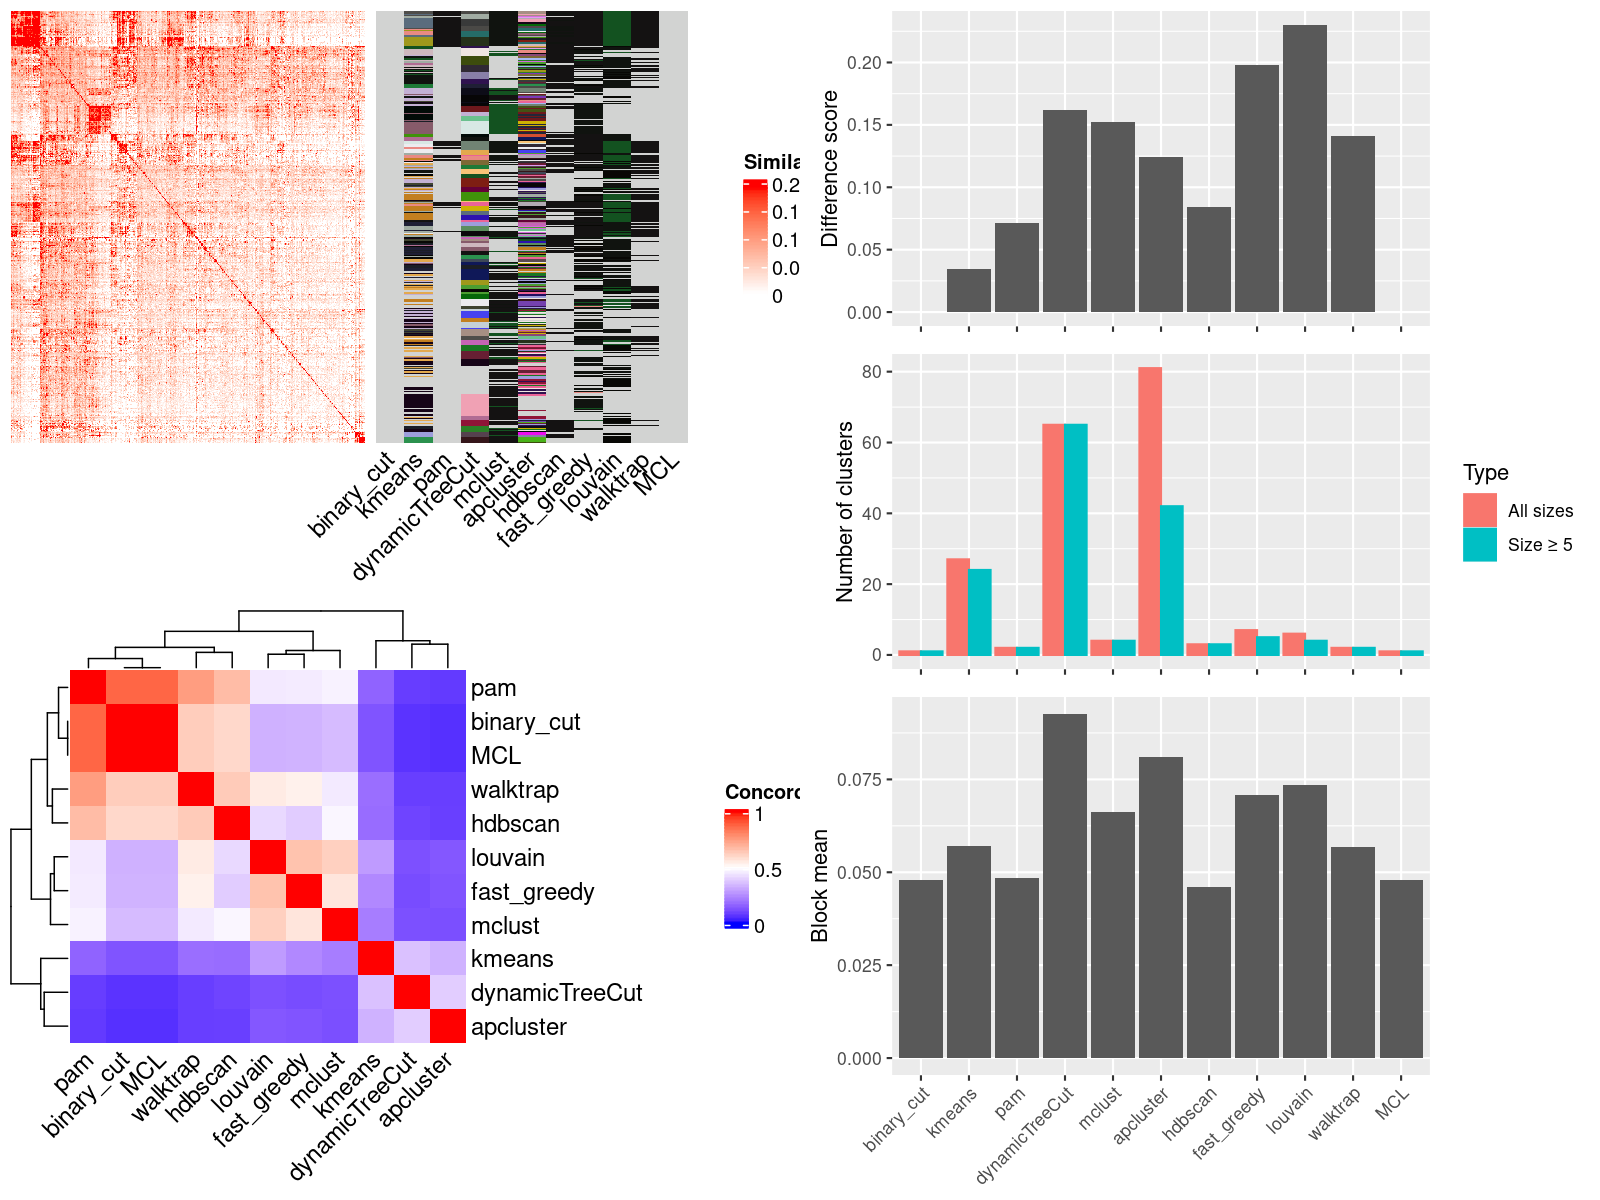 Simila
0.2
0.1
0.1
0.0
0
binary_cut
kmeans
pam
dynamicTreeCut
mclust
apcluster
hdbscan
fast_greedy
louvain
walktrap
MCL
Difference score
0.20
0.15
0.10
0.05
0.00
Number of clusters
80
60
40
20
0
Type
All sizes
Size ≥ 5
pam
binary_cut
MCL
walktrap
hdbscan
louvain
fast_greedy
mclust
kmeans
dynamicTreeCut
apcluster
pam
binary_cut
MCL
walktrap
hdbscan
louvain
fast_greedy
mclust
kmeans
dynamicTreeCut
apcluster
Concord
1
0.5
0
Block mean
0.075
0.050
0.025
0.000
binary_cut
kmeans
pam
dynamicTreeCut
mclust
apcluster
hdbscan
fast_greedy
louvain
walktrap
MCL